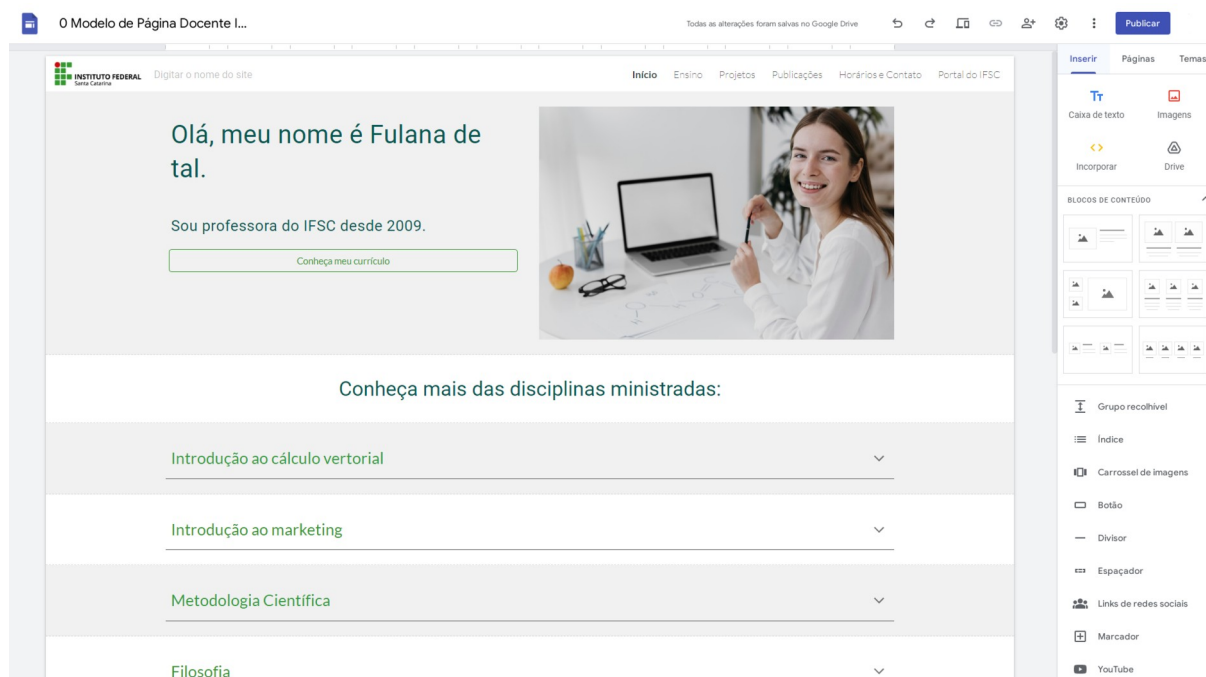 0 Modelo de Página Docente I...
Todas as alterações foram salvas no Google Drive
Publicar
INSTITUTO FEDERAL
Santa Catarina
Digitar o nome do site
Início
Ensino
Projetos
Publicações
Horários e Contato
Portal do IFSC
Olá, meu nome é Fulana de
tal.
Sou professora do IFSC desde 2009.
Conheça meu currículo
Conheça mais das disciplinas ministradas:
Introdução ao cálculo vertorial
Introdução ao marketing
Metodologia Científica
Filosofia
Inserir
Páginas
Temas
Caixa de texto
Imagens
Incorporar
Drive
BLOCOS DE CONTEÚDO
Grupo recolhível
Índice
Carrossel de imagens
Botão
Divisor
Espaçador
Links de redes sociais
Marcador
YouTube